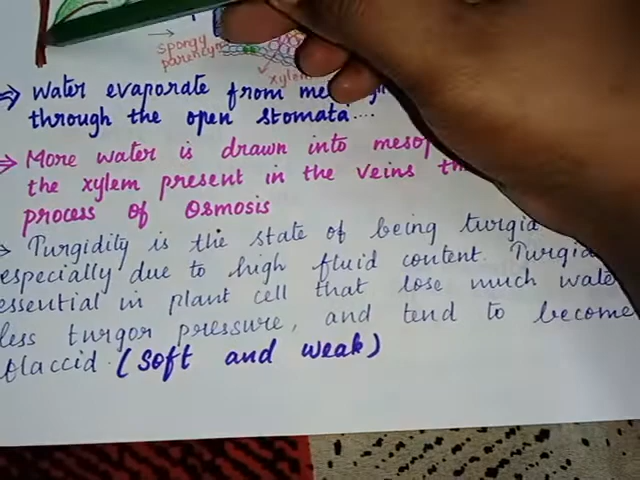 spongy
parenchym
xylem
⇒ Water evaporate from me
through the open stomata....
⇒ More water is drawn into mesop
the xylem present in the veins th
process of Osmosis
Turgidity is the state of being turgid
especially due to high fluid content. Turgid
essential in plant cell that lose much wate
less turgor pressure, and tend to become
flaccid. (Soft and weak)